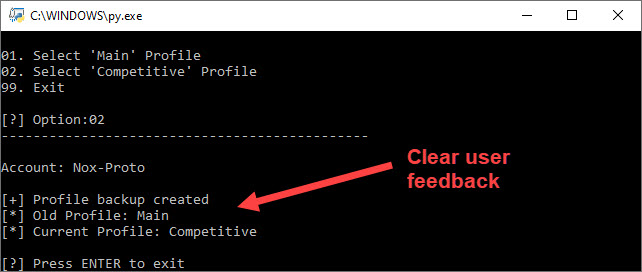 C:\WINDOWS\py.exe
01. Select 'Main' Profile
02. Select 'Competitive' Profile
99. Exit
[?] Option:02
----------------------------------------------
Account: Nox-Proto
Clear user
feedback
[+] Profile backup created
[*] Old Profile: Main
[*] Current Profile: Competitive
[?] Press ENTER to exit